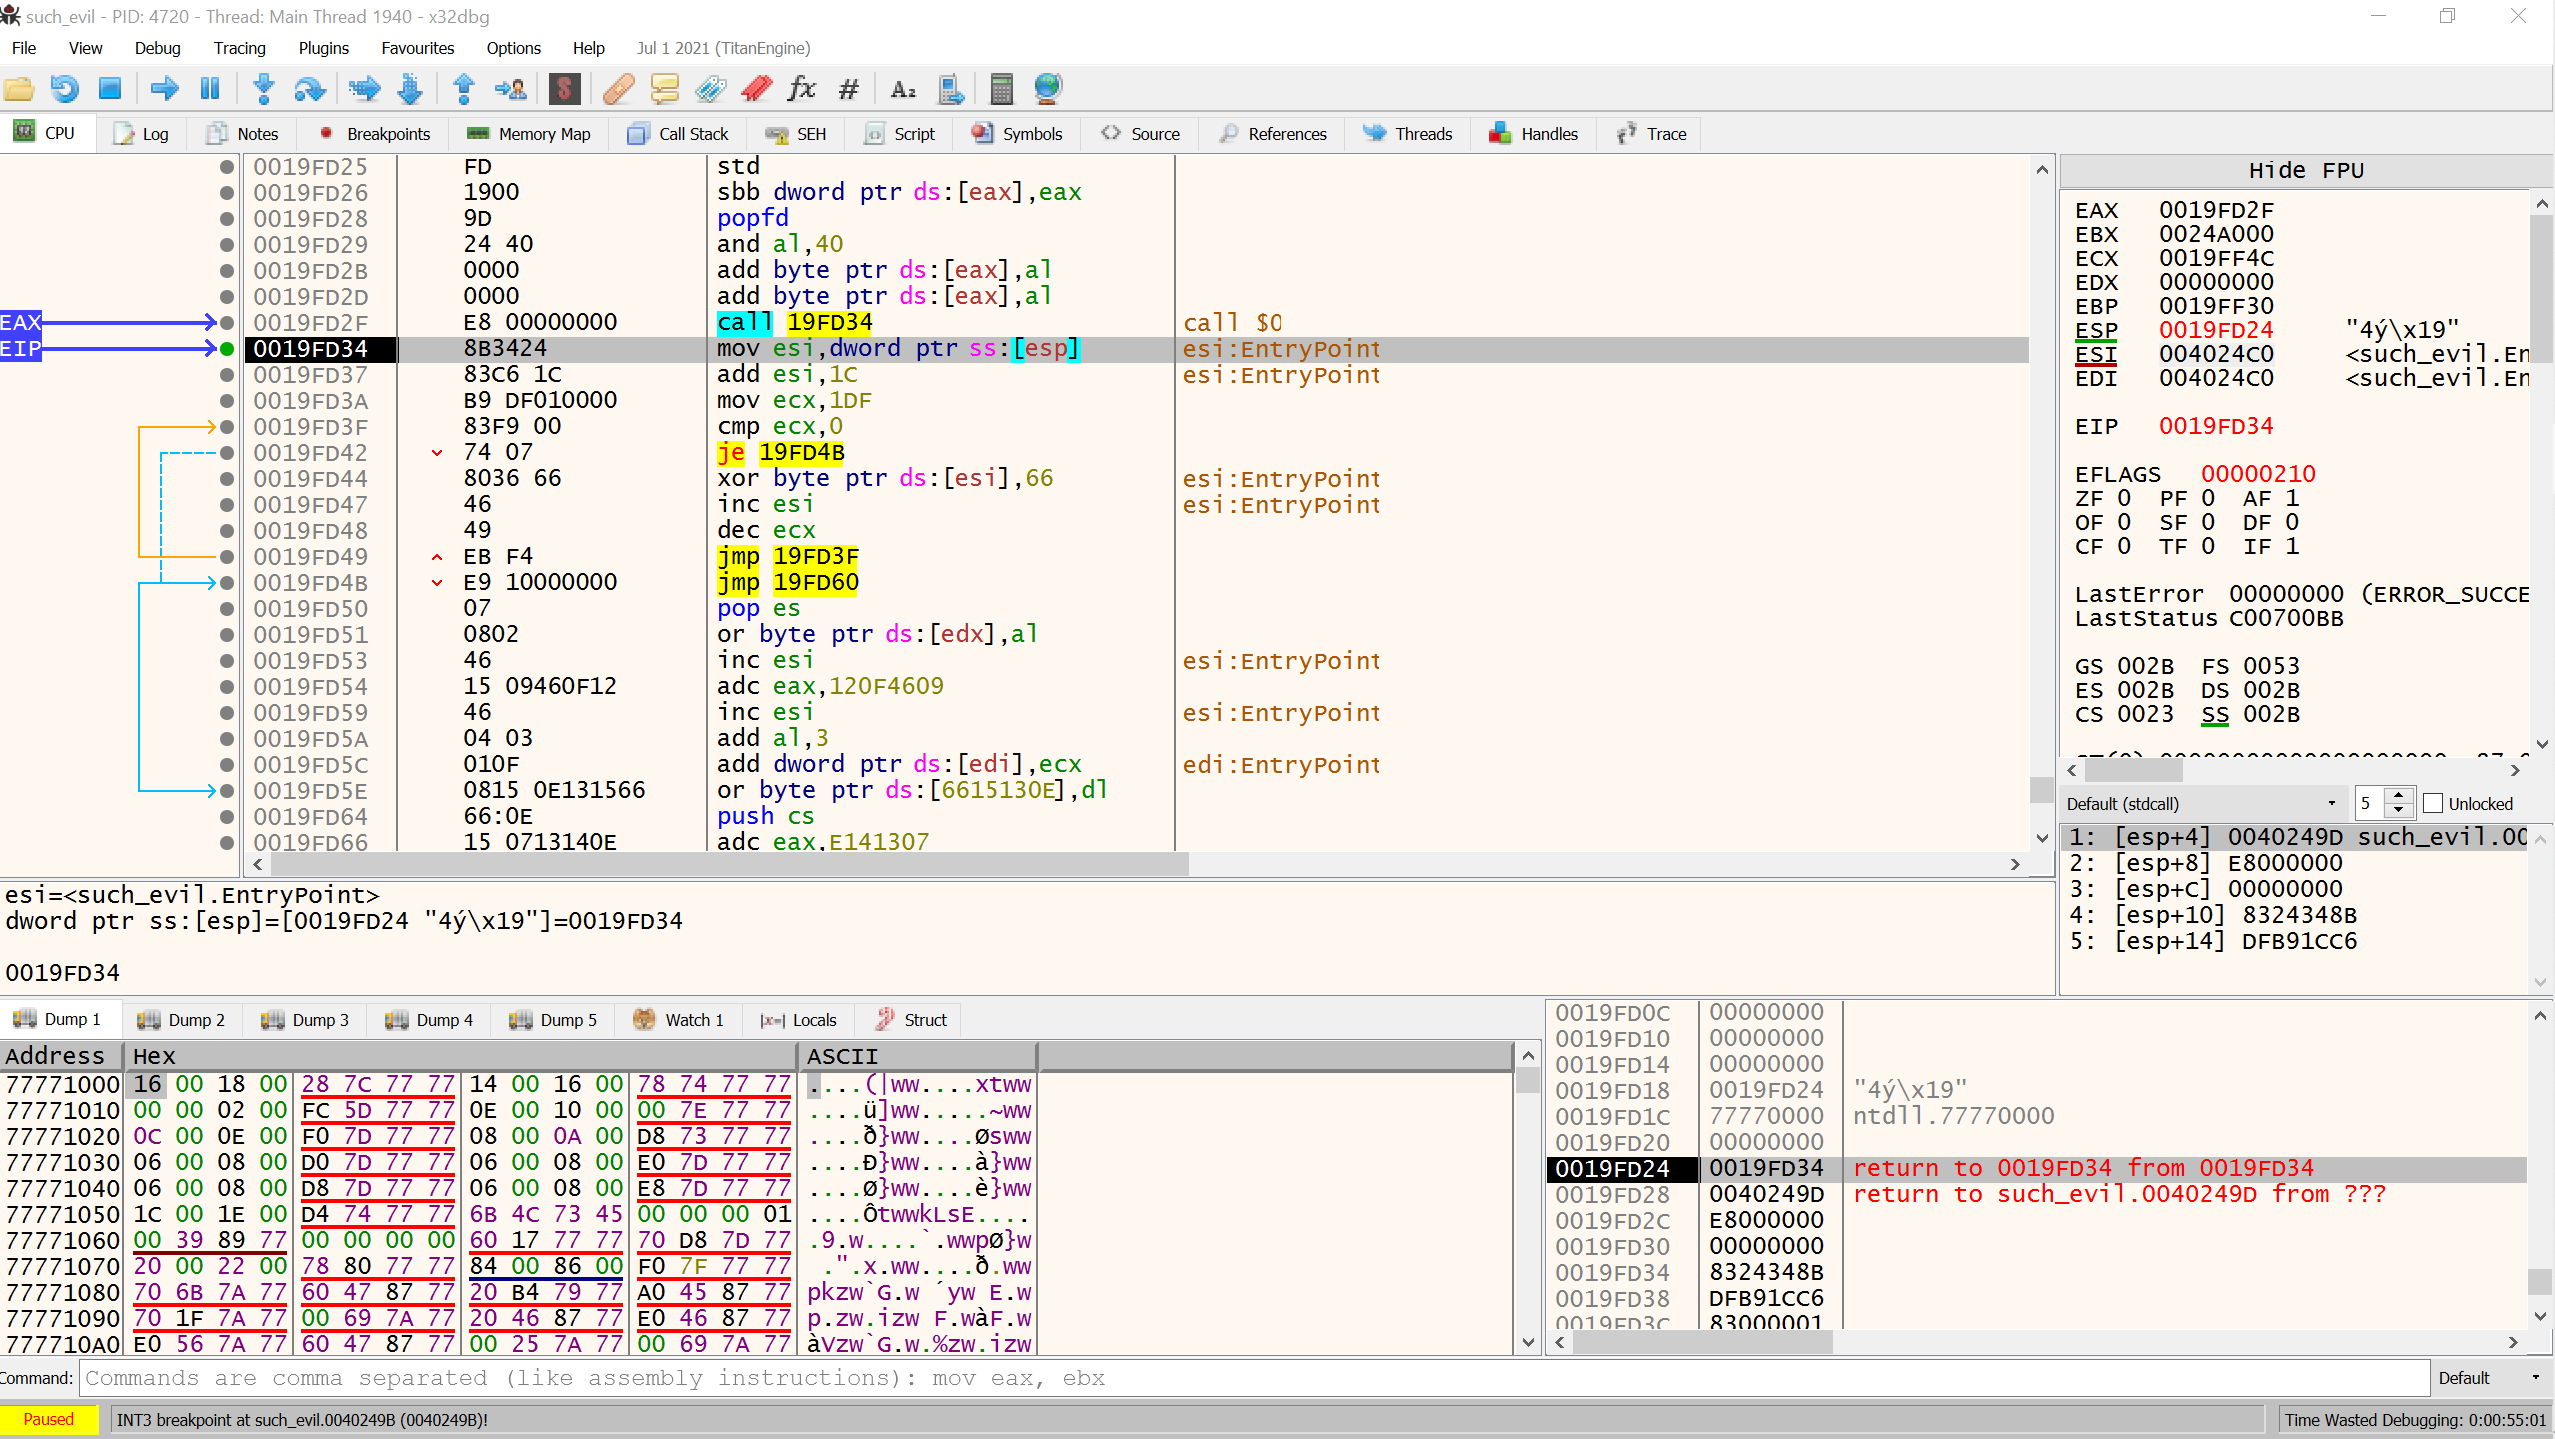 such_evil - PID: 4720 - Thread: Main Thread 1940 - x32dbg
File View Debug Tracing Plugins Favourites Options Help Jul 1 2021 (TitanEngine)
CPU Log Notes Breakpoints Memory Map Call Stack SEH Script Symbols Source References Threads Handles Trace
0019FD25 FD std
0019FD26 1900 sbb dword ptr ds:[eax],eax
0019FD28 9D popfd
0019FD29 24 40 and al,40
0019FD2B 0000 add byte ptr ds:[eax],al
0019FD2D 0000 add byte ptr ds:[eax],al
EAX 0019FD2F E8 00000000 call 19FD34 call $0
EIP 0019FD34 8B3424 mov esi,dword ptr ss:[esp] esi:EntryPoint
0019FD37 83C6 1C add esi,1C esi:EntryPoint
0019FD3A B9 DF010000 mov ecx,1DF
0019FD3F 83F9 00 cmp ecx,0
0019FD42 74 07 je 19FD4B
0019FD44 8036 66 xor byte ptr ds:[esi],66 esi:EntryPoint
0019FD47 46 inc esi esi:EntryPoint
0019FD48 49 dec ecx
0019FD49 EB F4 jmp 19FD3F
0019FD4B E9 10000000 jmp 19FD60
0019FD50 07 pop es
0019FD51 0802 or byte ptr ds:[edx],al
0019FD53 46 inc esi esi:EntryPoint
0019FD54 15 09460F12 adc eax,120F4609
0019FD59 46 inc esi esi:EntryPoint
0019FD5A 04 03 add al,3
0019FD5C 010F add dword ptr ds:[edi],ecx edi:EntryPoint
0019FD5E 0815 0E131566 or byte ptr ds:[6615130E],dl
0019FD64 66:0E push cs
0019FD66 15 0713140E adc eax,E141307
Hide FPU
EAX 0019FD2F
EBX 0024A000
ECX 0019FF4C
EDX 00000000
EBP 0019FF30
ESP 0019FD24 "4ý\x19"
ESI 004024C0 <such_evil.En
EDI 004024C0 <such_evil.En
EIP 0019FD34
EFLAGS 00000210
ZF 0 PF 0 AF 1
OF 0 SF 0 DF 0
CF 0 TF 0 IF 1
LastError 00000000 (ERROR_SUCCE
LastStatus C00700BB
GS 002B FS 0053
ES 002B DS 002B
CS 0023 SS 002B
Default (stdcall) 5 Unlocked
1: [esp+4] 0040249D such_evil.00
2: [esp+8] E8000000
3: [esp+C] 00000000
4: [esp+10] 8324348B
5: [esp+14] DFB91CC6
esi=<such_evil.EntryPoint>
dword ptr ss:[esp]=[0019FD24 "4ý\x19"]=0019FD34
0019FD34
Dump 1 Dump 2 Dump 3 Dump 4 Dump 5 Watch 1 Locals Struct
Address Hex ASCII
77771000 16 00 18 00 28 7C 77 77 14 00 16 00 78 74 77 77 ....(|ww....xtww
77771010 00 00 02 00 FC 5D 77 77 0E 00 10 00 00 7E 77 77 ....ü]ww.....~ww
77771020 0C 00 0E 00 F0 7D 77 77 08 00 0A 00 D8 73 77 77 ....ð}ww....Øsww
77771030 06 00 08 00 D0 7D 77 77 06 00 08 00 E0 7D 77 77 ....Ð}ww....à}ww
77771040 06 00 08 00 D8 7D 77 77 06 00 08 00 E8 7D 77 77 ....Ø}ww....è}ww
77771050 1C 00 1E 00 D4 74 77 77 6B 4C 73 45 00 00 00 01 ....ÔtwwkLsE....
77771060 00 39 89 77 00 00 00 00 60 17 77 77 70 D8 7D 77 .9.w....`.wwpØ}w
77771070 20 00 22 00 78 80 77 77 84 00 86 00 F0 7F 77 77 .".x.ww....ð.ww
77771080 70 6B 7A 77 60 47 87 77 20 B4 79 77 A0 45 87 77 pkzw`G.w ´yw E.w
77771090 70 1F 7A 77 00 69 7A 77 20 46 87 77 E0 46 87 77 p.zw.izw F.wàF.w
777710A0 E0 56 7A 77 60 47 87 77 00 25 7A 77 00 69 7A 77 àVzw`G.w.%zw.izw
0019FD0C 00000000
0019FD10 00000000
0019FD14 00000000
0019FD18 0019FD24 "4ý\x19"
0019FD1C 77770000 ntdll.77770000
0019FD20 00000000
0019FD24 0019FD34 return to 0019FD34 from 0019FD34
0019FD28 0040249D return to such_evil.0040249D from ???
0019FD2C E8000000
0019FD30 00000000
0019FD34 8324348B
0019FD38 DFB91CC6
0019FD3C 83000001
Command: Commands are comma separated (like assembly instructions): mov eax, ebx Default
Paused INT3 breakpoint at such_evil.0040249B (0040249B)! Time Wasted Debugging: 0:00:55:01